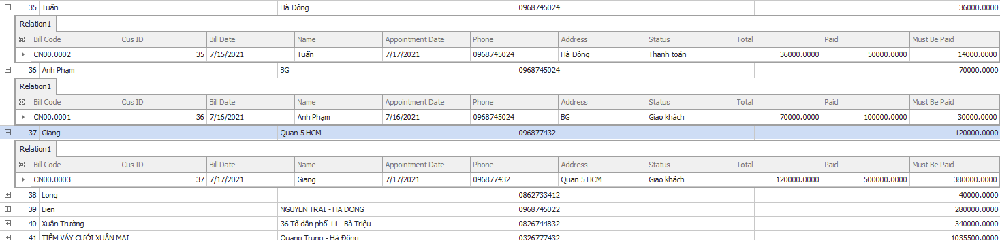 35 Tuấn Hà Đông 0968745024 36000.0000
Relation1
Bill Code Cus ID Bill Date Name Appointment Date Phone Address Status Total Paid Must Be Paid
CN00.0002 35 7/15/2021 Tuấn 7/17/2021 0968745024 Hà Đông Thanh toán 36000.0000 50000.0000 14000.0000
36 Anh Phạm BG 0968745024 70000.0000
Relation1
Bill Code Cus ID Bill Date Name Appointment Date Phone Address Status Total Paid Must Be Paid
CN00.0001 36 7/16/2021 Anh Phạm 7/16/2021 0968745024 BG Giao khách 70000.0000 100000.0000 30000.0000
37 Giang Quan 5 HCM 096877432 120000.0000
Relation1
Bill Code Cus ID Bill Date Name Appointment Date Phone Address Status Total Paid Must Be Paid
CN00.0003 37 7/17/2021 Giang 7/17/2021 096877432 Quan 5 HCM Giao khách 120000.0000 500000.0000 380000.0000
38 Long 0862733412 40000.0000
39 Lien NGUYEN TRAI - HA DONG 0968745022 280000.0000
40 Xuân Trường 36 Tổ dân phố 11 - Bà Triệu 0826744832 340000.0000
41 TIỆM VÁY CƯỚI XUÂN MAI Quang Trung - Hà Đông 0326777432 1035500.0000